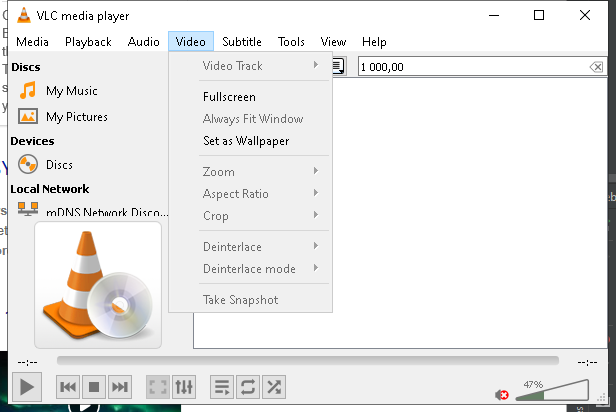 VLC media player
Media Playback Audio Video Subtitle Tools View Help
Discs
My Music
My Pictures
Devices
Discs
Local Network
mDNS Network Disco...
Video Track
Fullscreen
Always Fit Window
Set as Wallpaper
Zoom
Aspect Ratio
Crop
Deinterlace
Deinterlace mode
Take Snapshot
1 000,00
--:--
--:--
47%